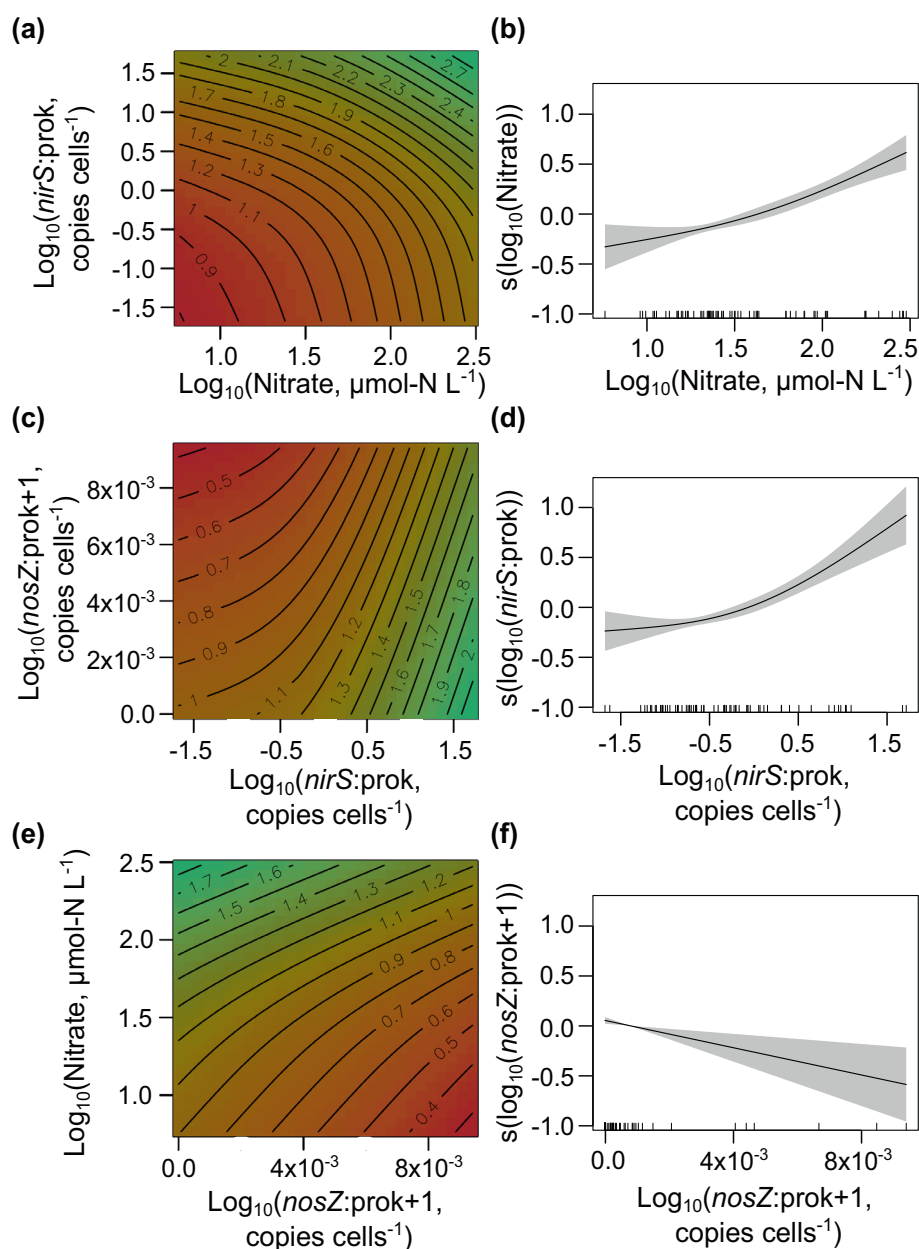 (a)
Log10(nirS:prok,
copies cells-1)
1.5
1.0
0.5
0.0
-0.5
-1.0
-1.5
2
2.1
2.2
2.3
2.4
2.7
1.7
1.8
1.9
1.4
1.5
1.6
1.2
1.3
1
1.1
0.9
1.0
1.5
2.0
2.5
Log10(Nitrate, µmol-N L-1)
(b)
s(log10(Nitrate))
1.0
0.5
0.0
-0.5
-1.0
1.0
1.5
2.0
2.5
Log10(Nitrate, µmol-N L-1)
(c)
Log10(nosZ:prok+1,
copies cells-1)
8x10-3
6x10-3
4x10-3
2x10-3
0.0
0.5
0.6
0.7
0.8
0.9
1
1.1
1.2
1.3
1.4
1.5
1.6
1.7
1.8
1.9
2
-1.5
-0.5
0.5
1.5
Log10(nirS:prok,
copies cells-1)
(d)
s(log10(nirS:prok))
1.0
0.5
0.0
-0.5
-1.0
-1.5
-0.5
0.5
1.5
Log10(nirS:prok,
copies cells-1)
(e)
Log10(Nitrate, µmol-N L-1)
2.5
2.0
1.5
1.0
1.7
1.6
1.5
1.4
1.3
1.2
1.1
1
0.9
0.8
0.7
0.6
0.5
0.4
0.0
4x10-3
8x10-3
Log10(nosZ:prok+1,
copies cells-1)
(f)
s(log10(nosZ:prok+1))
1.0
0.5
0.0
-0.5
-1.0
0.0
4x10-3
8x10-3
Log10(nosZ:prok+1,
copies cells-1)